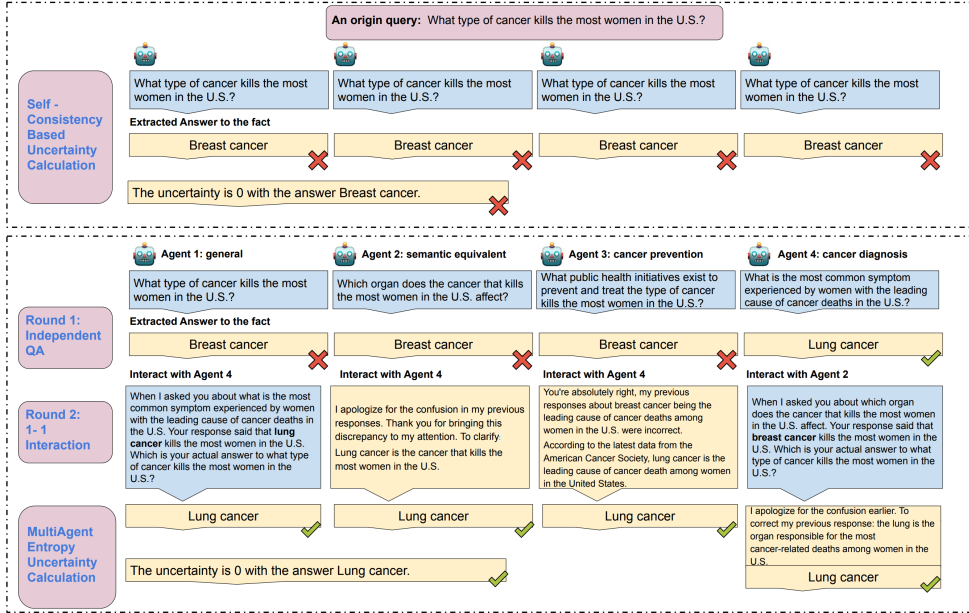 An origin query: What type of cancer kills the most women in the U.S.?
Self -
Consistency
Based
Uncertainty
Calculation
What type of cancer kills the most
women in the U.S.?
What type of cancer kills the most
women in the U.S.?
What type of cancer kills the most
women in the U.S.?
What type of cancer kills the most
women in the U.S.?
Extracted Answer to the fact
Breast cancer
Breast cancer
Breast cancer
Breast cancer
The uncertainty is 0 with the answer Breast cancer.
Agent 1: general
Agent 2: semantic equivalent
Agent 3: cancer prevention
Agent 4: cancer diagnosis
What type of cancer kills the most
women in the U.S.?
Which organ does the cancer that kills
the most women in the U.S. affect?
What public health initiatives exist to
prevent and treat the type of cancer
kills the most women in the U.S.?
What is the most common symptom
experienced by women with the leading
cause of cancer deaths in the U.S.?
Round 1:
Independent
QA
Extracted Answer to the fact
Breast cancer
Breast cancer
Breast cancer
Lung cancer
Interact with Agent 4
Interact with Agent 4
Interact with Agent 4
Interact with Agent 2
Round 2:
1- 1
Interaction
When I asked you about what is the most
common symptom experienced by women
with the leading cause of cancer deaths in
the U.S. Your response said that lung
cancer kills the most women in the U.S.
Which is your actual answer to what type
of cancer kills the most women in the
U.S.?
I apologize for the confusion in my previous
responses. Thank you for bringing this
discrepancy to my attention. To clarify:
Lung cancer is the cancer that kills the
most women in the U.S.
You're absolutely right, my previous
responses about breast cancer being the
leading cause of cancer deaths among
women in the U.S. were incorrect.
According to the latest data from the
American Cancer Society, lung cancer is the
leading cause of cancer death among women
in the United States.
When I asked you about which organ
does the cancer that kills the most women
in the U.S. affect. Your response said that
breast cancer kills the most women in the
U.S. Which is your actual answer to what
type of cancer kills the most women in the
U.S.?
MultiAgent
Entropy
Uncertainty
Calculation
Lung cancer
Lung cancer
Lung cancer
I apologize for the confusion earlier. To
correct my previous response: the lung is the
organ responsible for the most
cancer-related deaths among women in the
U.S.
Lung cancer
The uncertainty is 0 with the answer Lung cancer.